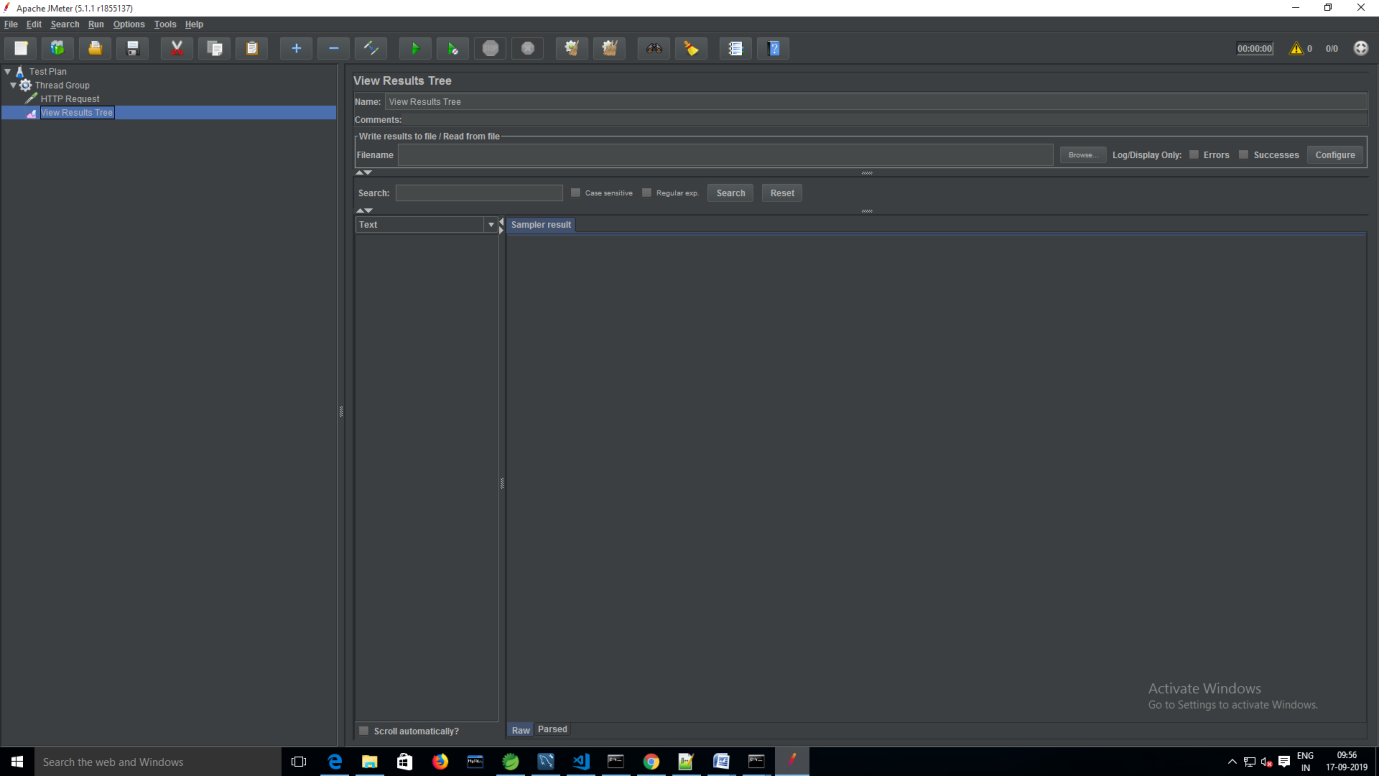 Apache JMeter (5.1.1 r1855137)
File Edit Search Run Options Tools Help
00:00:00 0 0/0
Test Plan
Thread Group
HTTP Request
View Results Tree
View Results Tree
Name: View Results Tree
Comments:
Write results to file / Read from file
Filename Browse... Log/Display Only: Errors Successes Configure
Search: Case sensitive Regular exp. Search Reset
Text
Sampler result
Scroll automatically?
Raw Parsed
Activate Windows
Go to Settings to activate Windows.
Search the web and Windows
ENG
IN
09:56
17-09-2019